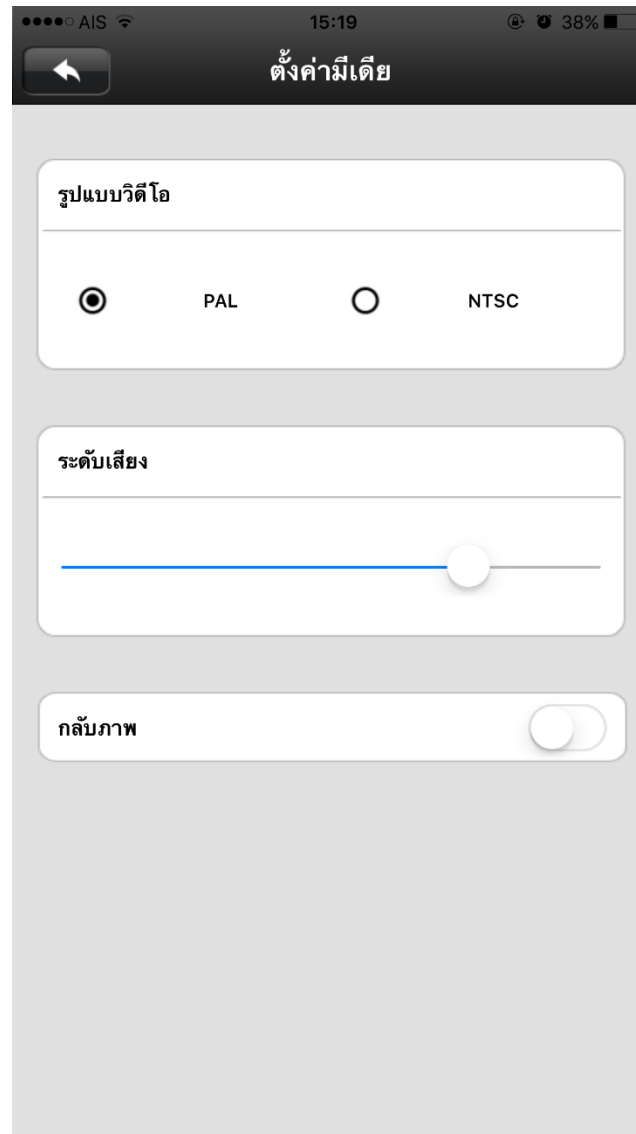 AIS 15:19 38%
ตั้งค่ามีเดีย
รูปแบบวิดีโอ
PAL NTSC
ระดับเสียง
กลับภาพ